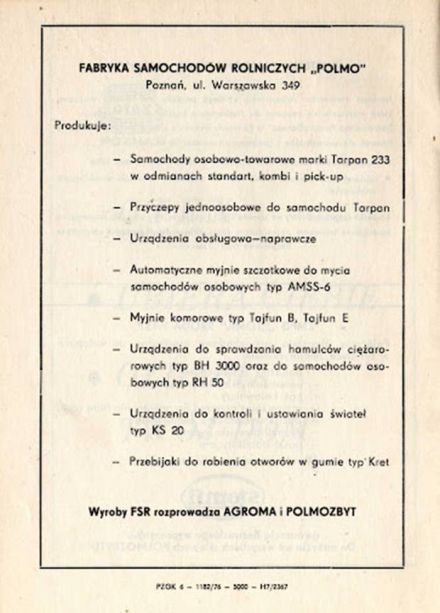 FABRYKA SAMOCHODÓW ROLNICZYCH „POLMO”
Poznań, ul. Warszawska 349
Produkuje:
— Samochody osobowo-towarowe marki Tarpan 233
w odmianach standart, kombi i pick-up
— Przyczepy jednoosobowe do samochodu Tarpan
— Urządzenia obsługowo-naprawcze
— Automatyczne myjnie szczotkowe do mycia
samochodów osobowych typ AMSS-6
— Myjnie komorowe typ Tajfun B, Tajfun E
— Urządzenia do sprawdzania hamulców ciężaro-
rowych typ BH 3000 oraz do samochodów oso-
bowych typ RH 50
— Urządzenia do kontroli i ustawiania świateł
typ KS 20
— Przebijaki do robienia otworów w gumie typ Kret
Wyroby FSR rozprowadza AGROMA i POLMOZBYT
PZGK 6 — 1182/76 — 5000 — H7/2367